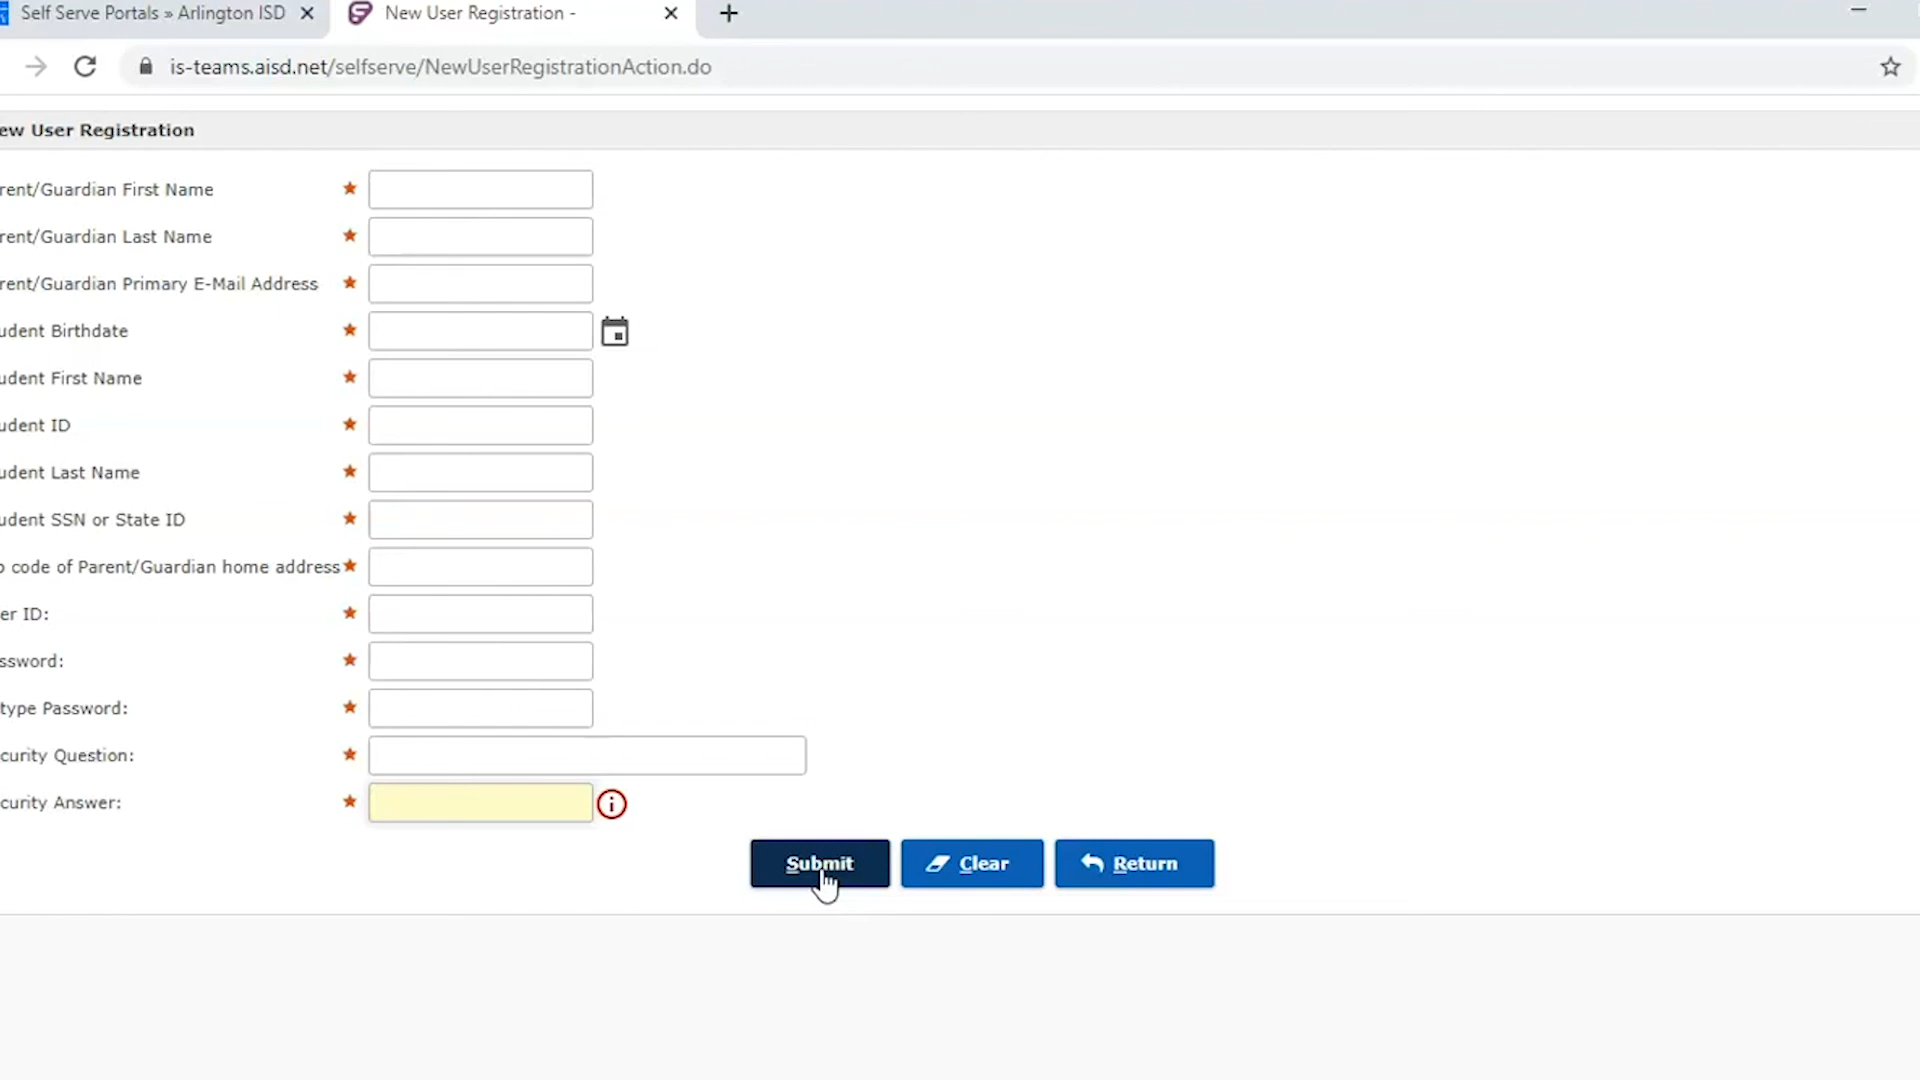 Self Serve Portals » Arlington ISD
New User Registration -
is-teams.aisd.net/selfserve/NewUserRegistrationAction.do
ew User Registration
rent/Guardian First Name
rent/Guardian Last Name
rent/Guardian Primary E-Mail Address
udent Birthdate
udent First Name
udent ID
udent Last Name
udent SSN or State ID
p code of Parent/Guardian home address
er ID:
ssword:
type Password:
curity Question:
curity Answer:
Submit Clear Return